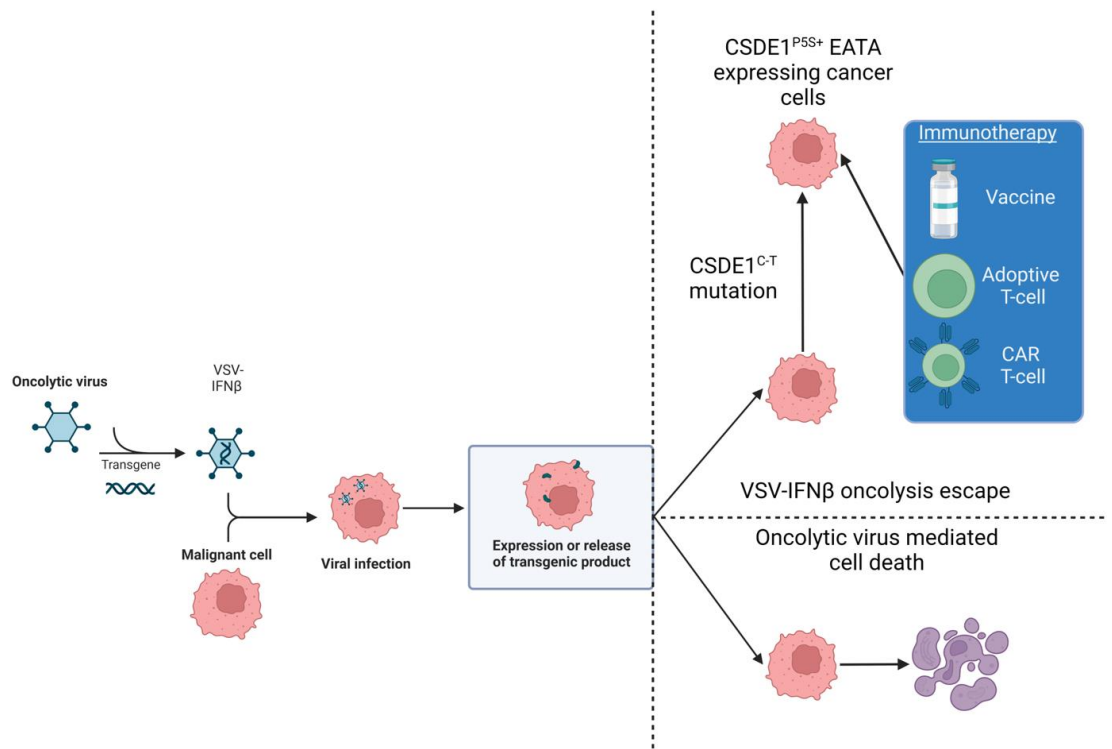 Oncolytic virus
Transgene
VSV-
IFNβ
Malignant cell
Viral infection
Expression or release
of transgenic product
CSDE1ᴾ⁵ˢ⁺ EATA
expressing cancer
cells
CSDE1ᶜ⁻ᵀ
mutation
Immunotherapy
Vaccine
Adoptive
T-cell
CAR
T-cell
VSV-IFNβ oncolysis escape
Oncolytic virus mediated
cell death